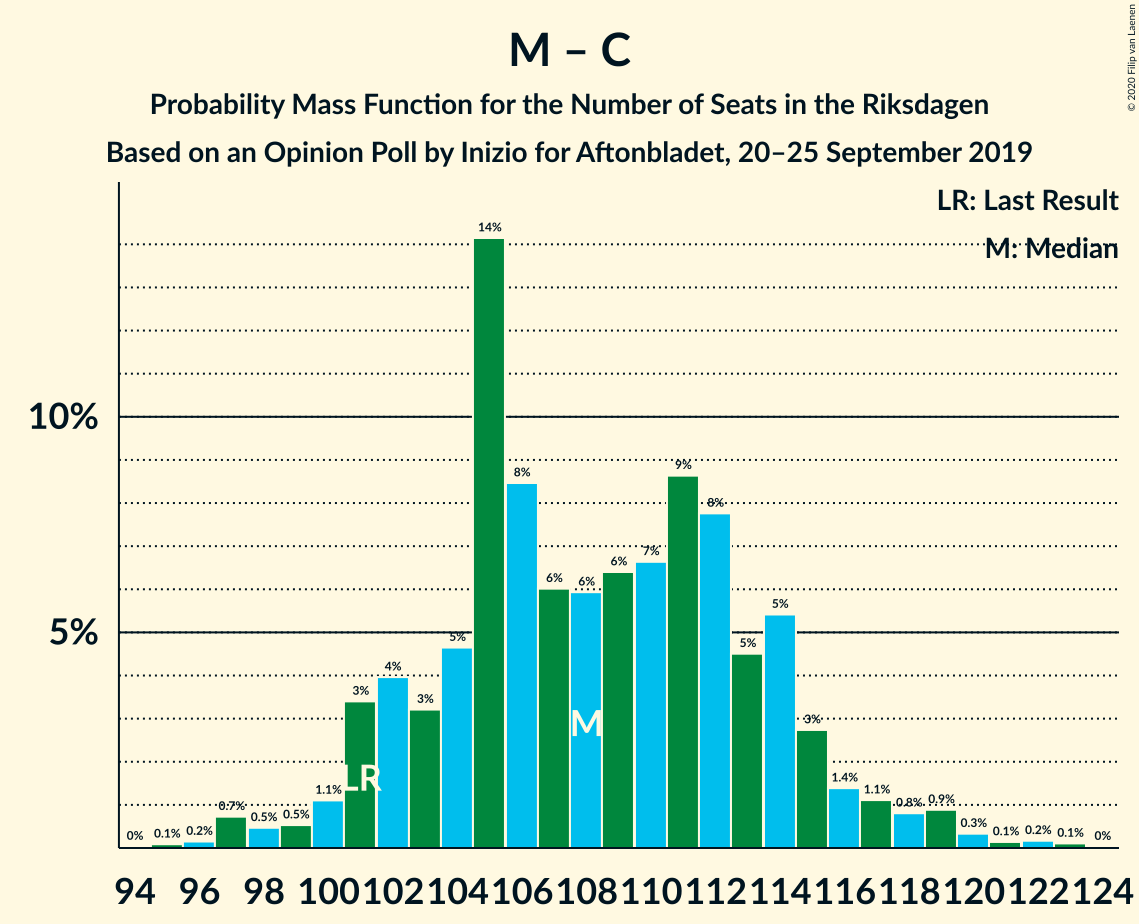 M – C
Probability Mass Function for the Number of Seats in the Riksdagen
Based on an Opinion Poll by Inizio for Aftonbladet, 20–25 September 2019
© 2020 Filip van Laenen
LR: Last Result
M: Median
10%
5%
0% 0.1% 0.2% 0.7% 0.5% 0.5% 1.1% 3% 4% 3% 5% 14% 8% 6% 6% 6% 7% 9% 8% 5% 5% 3% 1.4% 1.1% 0.8% 0.9% 0.3% 0.1% 0.2% 0.1% 0%
LR
M
94 96 98 100 102 104 106 108 110 112 114 116 118 120 122 124